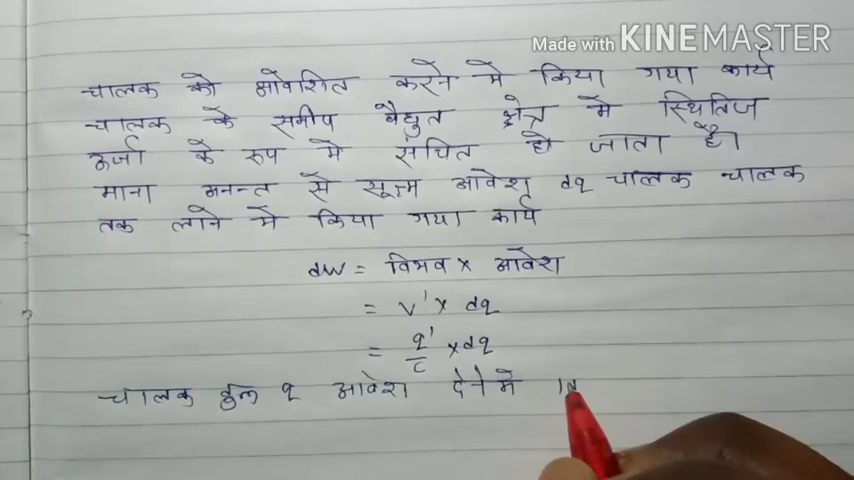 Made with KINEMASTER
चालक को आवेशित करने में किया गया कार्य
चालक के समीप वैद्युत क्षेत्र में स्थितिज
ऊर्जा के रुप में संचित हो जाता है।
माना अनन्त से सूक्ष्म आवेश dq चालक चालक
तक लाने में किया गया कार्य
dw = विभव × आवेश
= V' × dq
= q'/C × dq
चालक कुल q आवेश देने में